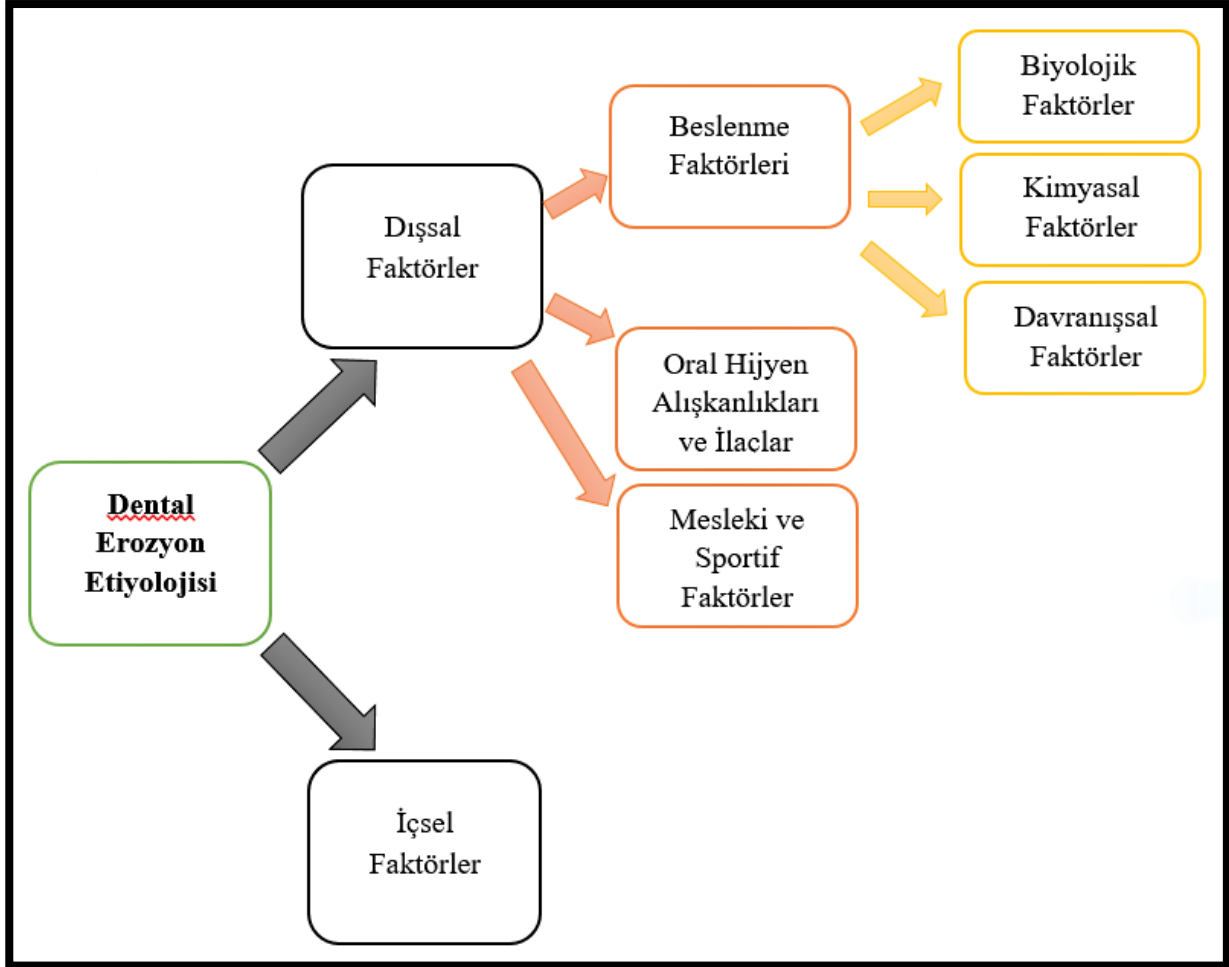 Dental
Erozyon
Etiyolojisi
Dışsal
Faktörler
Beslenme
Faktörleri
Biyolojik
Faktörler
Kimyasal
Faktörler
Davranışsal
Faktörler
Oral Hijyen
Alışkanlıkları
ve İlaçlar
Mesleki ve
Sportif
Faktörler
İçsel
Faktörler